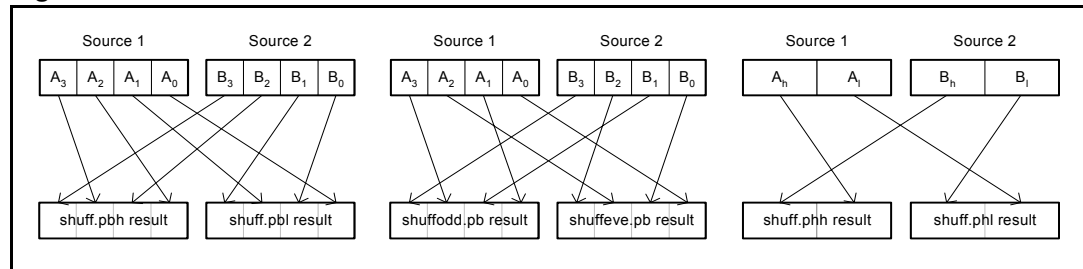 Source 1 Source 2 Source 1 Source 2 Source 1 Source 2
A3 A2 A1 A0 B3 B2 B1 B0 A3 A2 A1 A0 B3 B2 B1 B0 Ah Al Bh Bl
shuff.pbh result shuff.pbl result shuffodd.pb result shuffeve.pb result shuff.phh result shuff.phl result